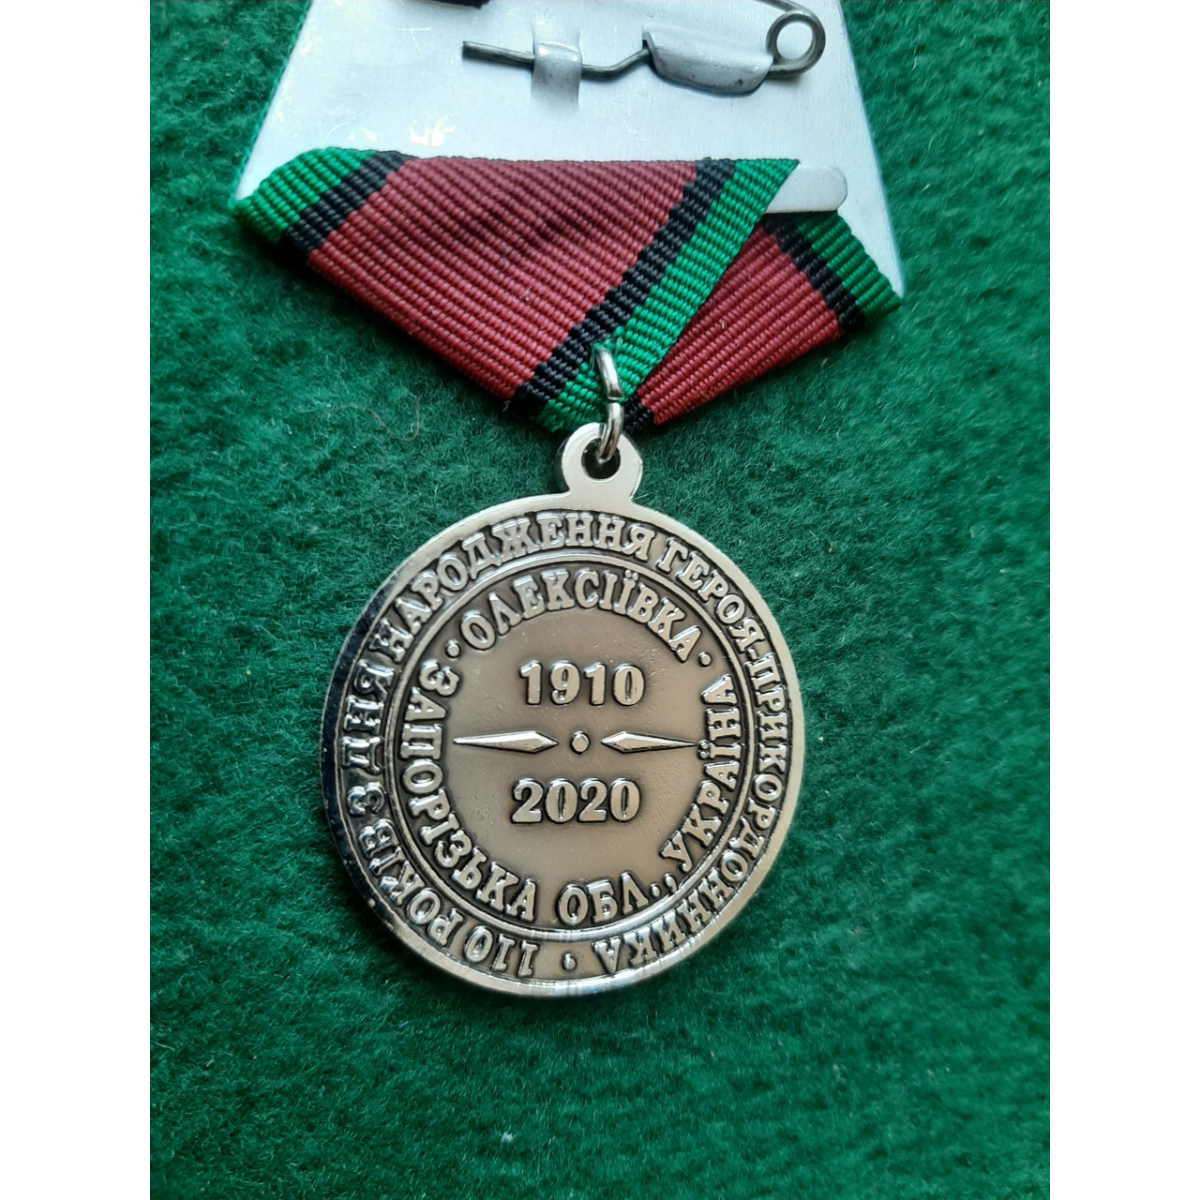 110 РОКІВ З ДНЯ НАРОДЖЕННЯ ГЕРОЯ-ПРИКОРДОННИКА •
• ОЛЕКСІЇВКА •
ЗАПОРІЗЬКА ОБЛ., УКРАЇНА
1910
2020